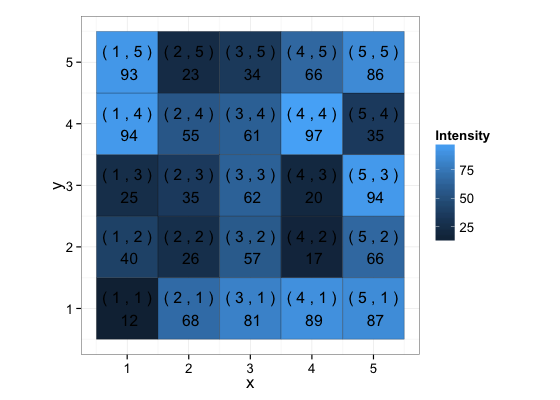 ( 1 , 5 ) ( 2 , 5 ) ( 3 , 5 ) ( 4 , 5 ) ( 5 , 5 )
5 93 23 34 66 86
( 1 , 4 ) ( 2 , 4 ) ( 3 , 4 ) ( 4 , 4 ) ( 5 , 4 )
4 94 55 61 97 35
( 1 , 3 ) ( 2 , 3 ) ( 3 , 3 ) ( 4 , 3 ) ( 5 , 3 )
y 3 25 35 62 20 94
( 1 , 2 ) ( 2 , 2 ) ( 3 , 2 ) ( 4 , 2 ) ( 5 , 2 )
2 40 26 57 17 66
( 1 , 1 ) ( 2 , 1 ) ( 3 , 1 ) ( 4 , 1 ) ( 5 , 1 )
1 12 68 81 89 87
1 2 3 4 5
x
Intensity
75
50
25